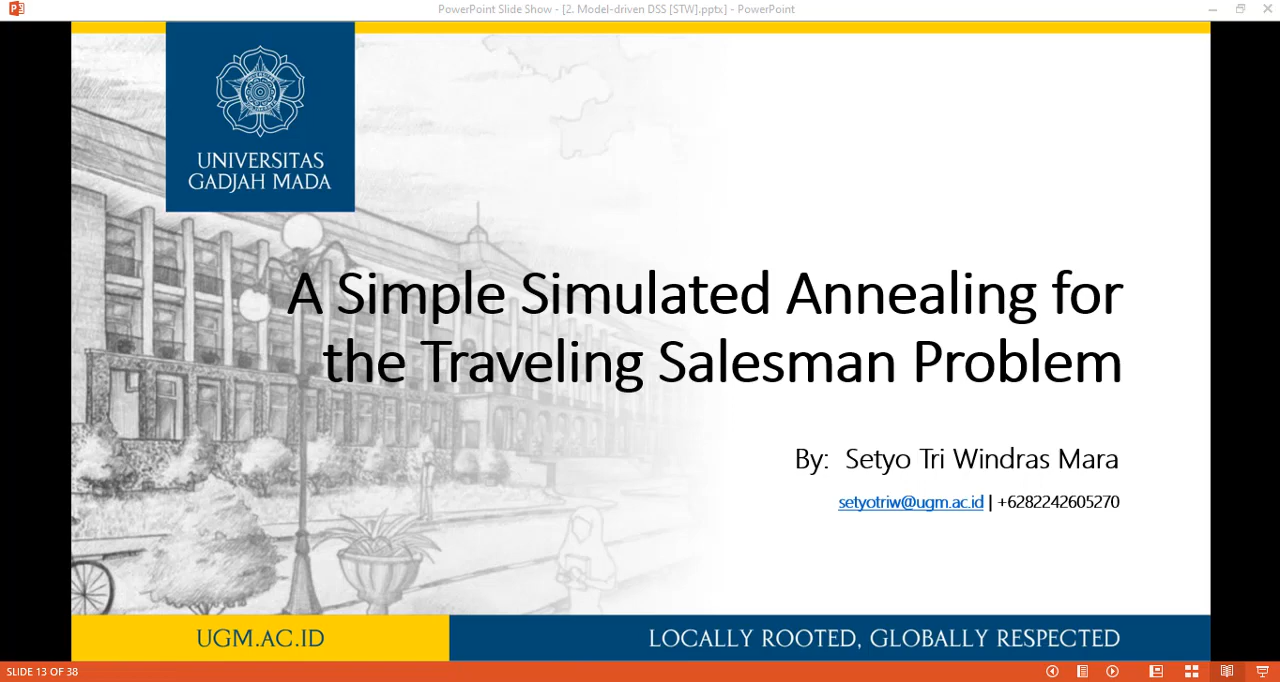 PowerPoint Slide Show - [2. Model-driven DSS [STW].pptx] - PowerPoint
UNIVERSITAS
GADJAH MADA
A Simple Simulated Annealing for
the Traveling Salesman Problem
By: Setyo Tri Windras Mara
setyotriw@ugm.ac.id | +6282242605270
UGM.AC.ID
LOCALLY ROOTED, GLOBALLY RESPECTED
SLIDE 13 OF 38